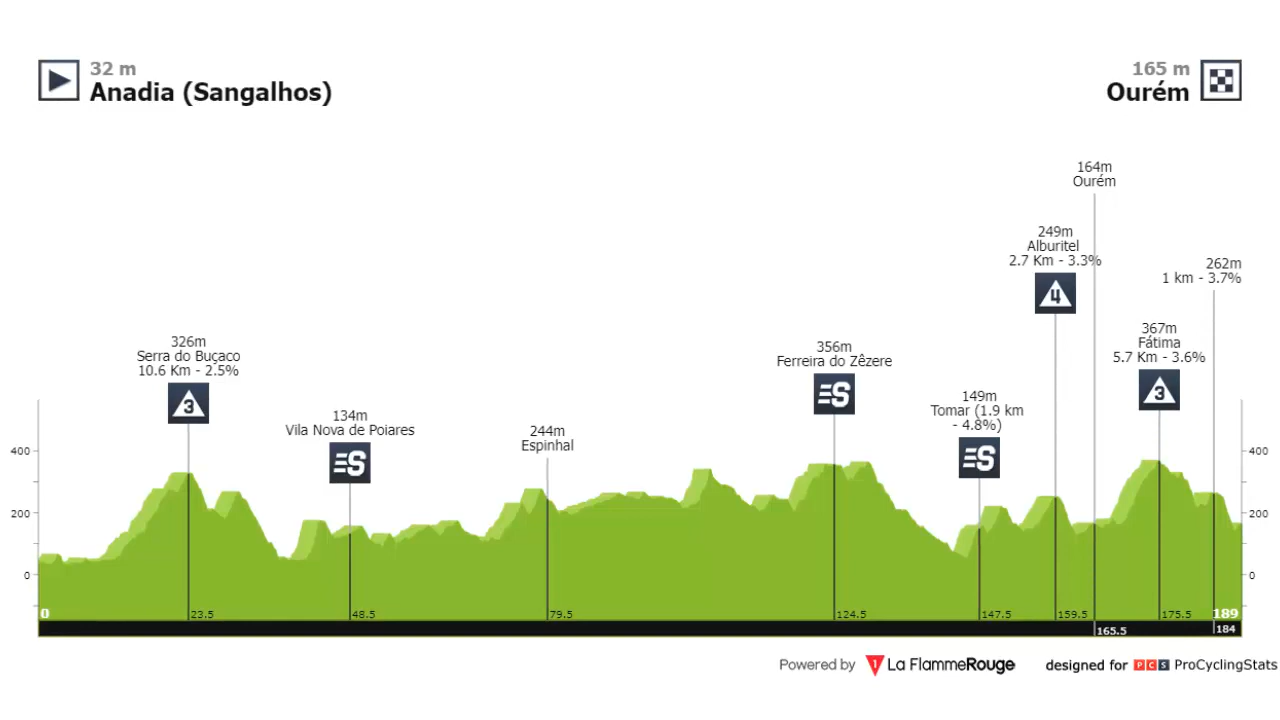 32 m
Anadia (Sangalhos)
165 m
Ourém
164m
Ourém
249m
Alburitel
2.7 Km - 3.3%
4
262m
1 km - 3.7%
326m
Serra do Buçaco
10.6 Km - 2.5%
3
356m
Ferreira do Zêzere
S
367m
Fátima
5.7 Km - 3.6%
3
134m
Vila Nova de Poiares
S
244m
Espinhal
149m
Tomar (1.9 km
- 4.8%)
S
400
200
0
400
200
0
0
23.5
48.5
79.5
124.5
147.5
159.5
175.5
189
165.5
184
Powered by 1 La FlammeRouge
designed for PCS ProCyclingStats